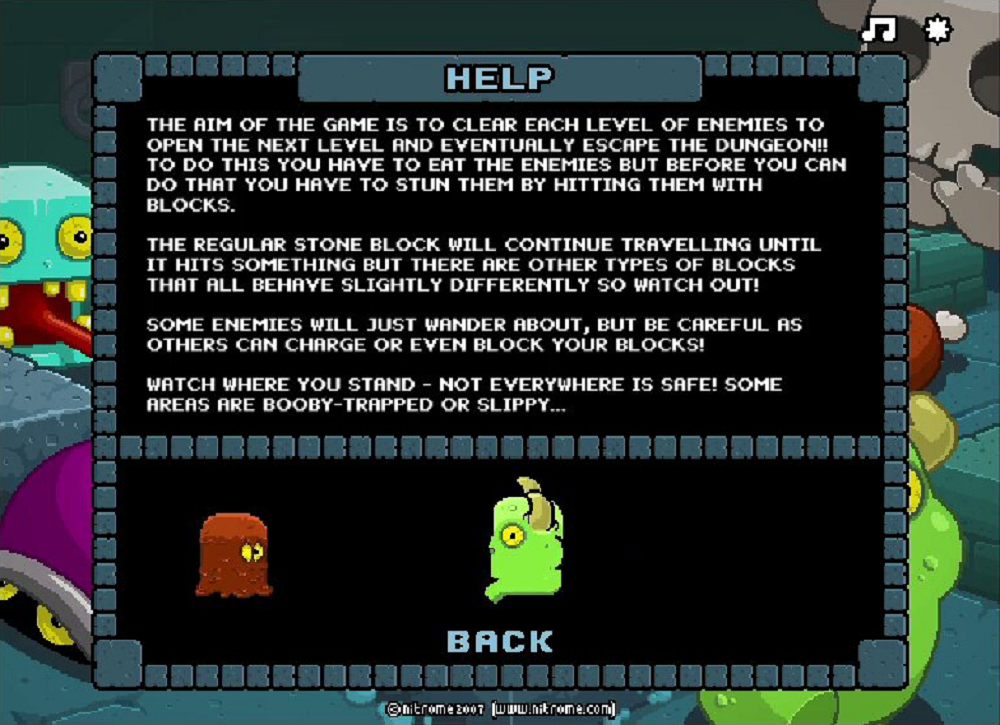 HELP
THE AIM OF THE GAME IS TO CLEAR EACH LEVEL OF ENEMIES TO
OPEN THE NEXT LEVEL AND EVENTUALLY ESCAPE THE DUNGEON!!
TO DO THIS YOU HAVE TO EAT THE ENEMIES BUT BEFORE YOU CAN
DO THAT YOU HAVE TO STUN THEM BY HITTING THEM WITH
BLOCKS.
THE REGULAR STONE BLOCK WILL CONTINUE TRAVELLING UNTIL
IT HITS SOMETHING BUT THERE ARE OTHER TYPES OF BLOCKS
THAT ALL BEHAVE SLIGHTLY DIFFERENTLY SO WATCH OUT!
SOME ENEMIES WILL JUST WANDER ABOUT, BUT BE CAREFUL AS
OTHERS CAN CHARGE OR EVEN BLOCK YOUR BLOCKS!
WATCH WHERE YOU STAND - NOT EVERYWHERE IS SAFE! SOME
AREAS ARE BOOBY-TRAPPED OR SLIPPY...
BACK
©nitrome2007 [www.nitrome.com]